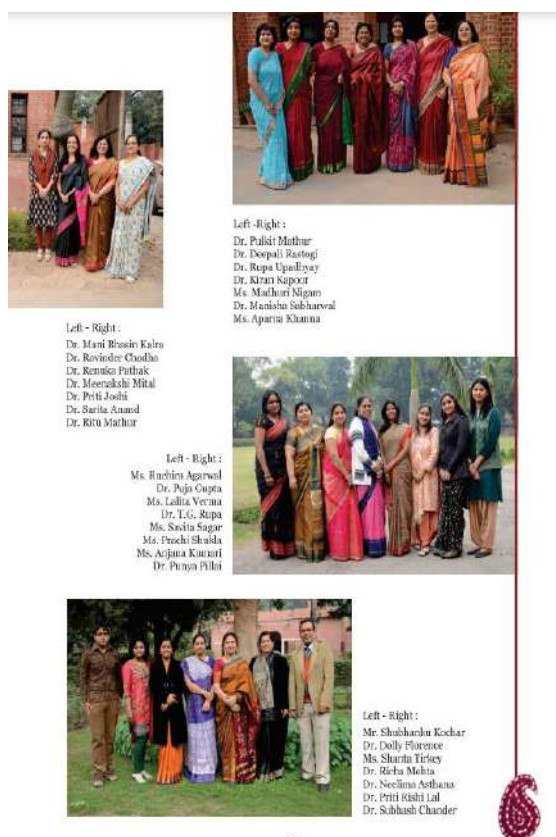 Left -Right :
Dr. Pulkit Mathur
Dr. Deepali Rastogi
Dr. Rupa Upadhyay
Dr. Kiran Kapoor
Ms. Madhuri Nigam
Dr. Manisha Sabharwal
Ms. Aparna Khanna
Left - Right :
Dr. Mani Bhasin Kalra
Dr. Ravinder Chadha
Dr. Renuka Pathak
Dr. Meenakshi Mital
Dr. Priti Joshi
Dr. Sarita Anand
Dr. Ritu Mathur
Left - Right :
Ms. Ruchira Agarwal
Dr. Puja Gupta
Ms. Lalita Verma
Dr. T.G. Rupa
Ms. Savita Sagar
Ms. Prachi Shukla
Ms. Anjana Kumari
Dr. Punya Pillai
Left - Right :
Mr. Shubhanku Kochar
Dr. Dolly Florence
Ms. Shanta Tirkey
Dr. Richa Mehta
Dr. Neelima Asthana
Dr. Priti Rishi Lal
Dr. Subhash Chander